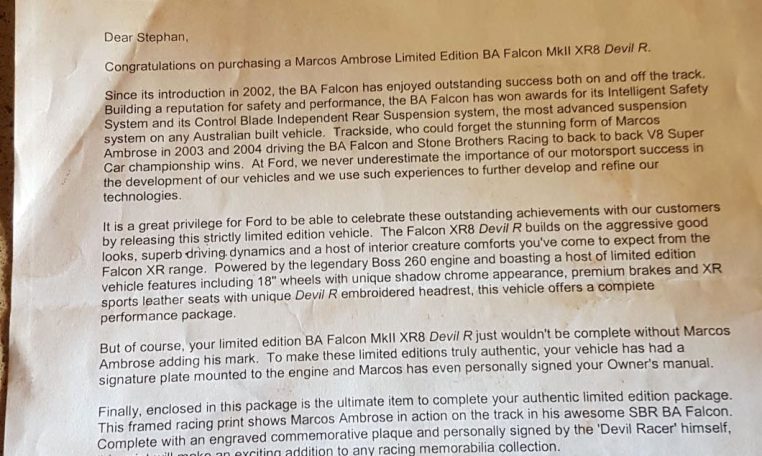 Dear Stephan,
Congratulations on purchasing a Marcos Ambrose Limited Edition BA Falcon MkII XR8 Devil R.
Since its introduction in 2002, the BA Falcon has enjoyed outstanding success both on and off the track.
Building a reputation for safety and performance, the BA Falcon has won awards for its Intelligent Safety
System and its Control Blade Independent Rear Suspension system, the most advanced suspension
system on any Australian built vehicle. Trackside, who could forget the stunning form of Marcos
Ambrose in 2003 and 2004 driving the BA Falcon and Stone Brothers Racing to back to back V8 Super
Car championship wins. At Ford, we never underestimate the importance of our motorsport success in
the development of our vehicles and we use such experiences to further develop and refine our
technologies.
It is a great privilege for Ford to be able to celebrate these outstanding achievements with our customers
by releasing this strictly limited edition vehicle. The Falcon XR8 Devil R builds on the aggressive good
looks, superb driving dynamics and a host of interior creature comforts you've come to expect from the
Falcon XR range. Powered by the legendary Boss 260 engine and boasting a host of limited edition
vehicle features including 18" wheels with unique shadow chrome appearance, premium brakes and XR
sports leather seats with unique Devil R embroidered headrest, this vehicle offers a complete
performance package.
But of course, your limited edition BA Falcon MkII XR8 Devil R just wouldn't be complete without Marcos
Ambrose adding his mark. To make these limited editions truly authentic, your vehicle has had a
signature plate mounted to the engine and Marcos has even personally signed your Owner's manual.
Finally, enclosed in this package is the ultimate item to complete your authentic limited edition package.
This framed racing print shows Marcos Ambrose in action on the track in his awesome SBR BA Falcon.
Complete with an engraved commemorative plaque and personally signed by the 'Devil Racer' himself,
will make an exciting addition to any racing memorabilia collection.